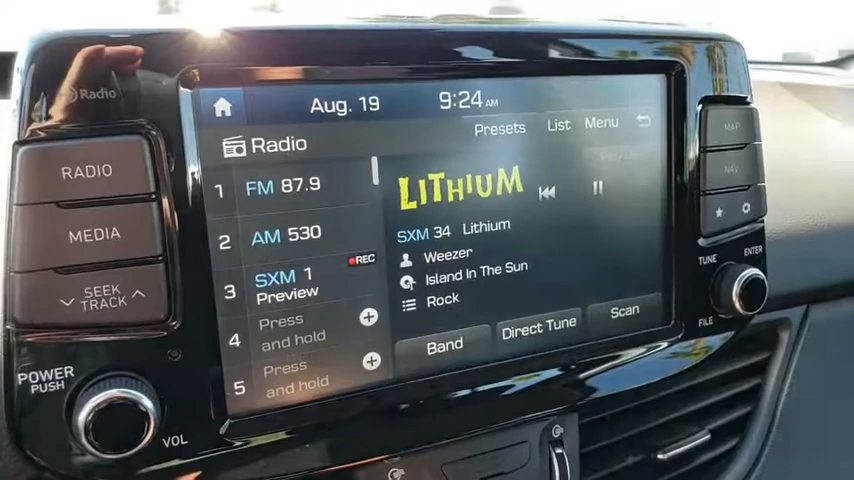 HD Radio
Aug. 19
9:24 AM
Radio
Presets
List
Menu
RADIO
MEDIA
SEEK
TRACK
1 FM 87.9
2 AM 530
3 SXM 1
Preview
REC
4 Press
and hold
5 Press
and hold
LITHIUM
SXM 34 Lithium
WEEZER
Island In The Sun
Rock
Band
Direct Tune
Scan
MAP
NAV
TUNE
ENTER
FILE
POWER
PUSH
VOL